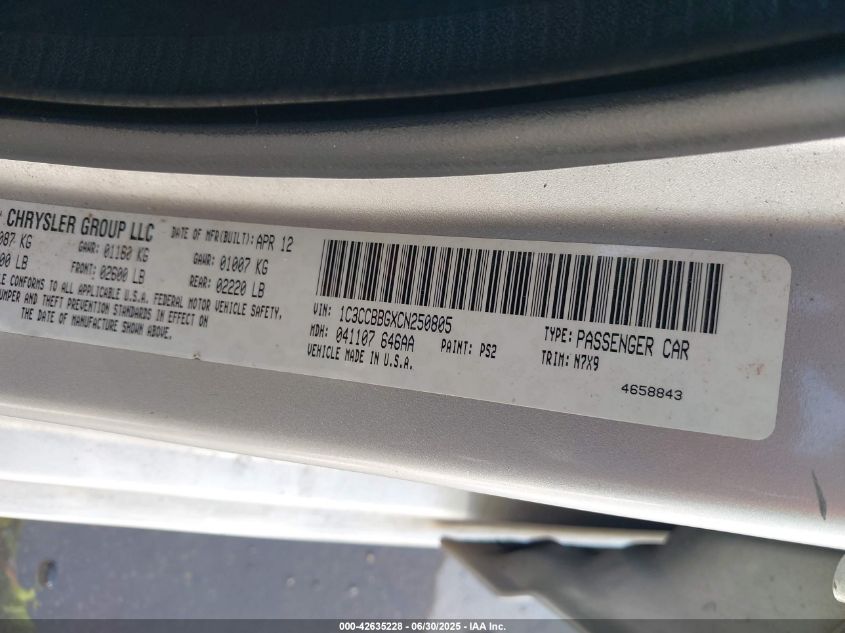 CHRYSLER GROUP LLC DATE OF MFR(BUILT): APR 12
087 KG GAWR: 01160 KG GAWR: 01007 KG
00 LB FRONT: 02600 LB REAR: 02220 LB
LE CONFORMS TO ALL APPLICABLE U.S.A. FEDERAL MOTOR VEHICLE SAFETY,
UMPER AND THEFT PREVENTION STANDARDS IN EFFECT ON
THE DATE OF MANUFACTURE SHOWN ABOVE.
VIN: 1C3CCBBGXCN250805 TYPE: PASSENGER CAR
MDH: 041107 646AA PAINT: PS2 TRIM: N7X9
VEHICLE MADE IN U.S.A.
4658843
000-42635228 - 06/30/2025 - IAA Inc.